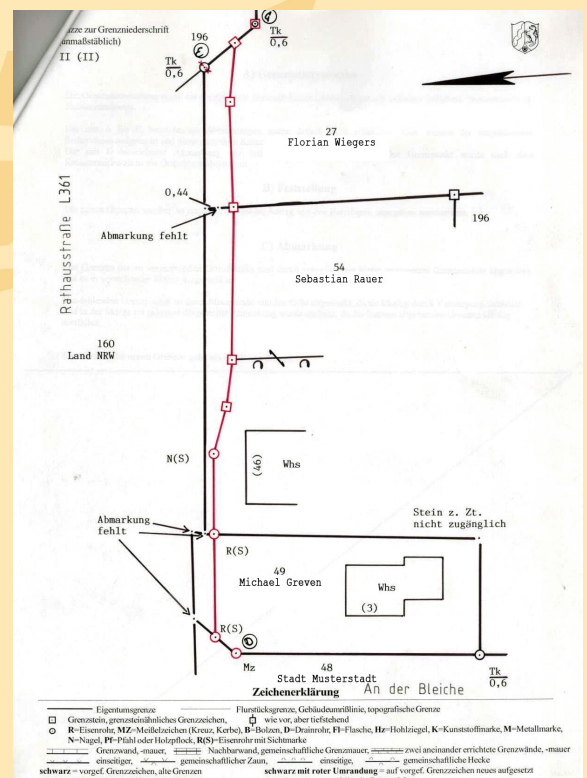 zze zur Grenzniederschrift
(unmaßstäblich)
II (II)
196
E
Tk
0,6
Tk
0,6
27
Florian Wiegers
0,44
Abmarkung fehlt
196
Rathausstraße L361
54
Sebastian Rauer
160
Land NRW
N(S)
(46)
Whs
Abmarkung
fehlt
Stein z. Zt.
nicht zugänglich
R(S)
49
Michael Greven
Whs
(3)
R(S)
D
Mz
48
Stadt Musterstadt
Tk
0,6
Zeichenerklärung
An der Bleiche
Eigentumsgrenze Flurstücksgrenze, Gebäudeumrißlinie, topografische Grenze
Grenzstein, grenzsteinähnliches Grenzzeichen, wie vor, aber tiefstehend
R=Eisenrohr, MZ=Meißelzeichen (Kreuz, Kerbe), B=Bolzen, D=Drainrohr, Fl=Flasche, Hz=Hohlziegel, K=Kunststoffmarke, M=Metallmarke,
N=Nagel, Pf=Pfahl oder Holzpflock, R(S)=Eisenrohr mit Sichtmarke
Grenzwand, -mauer, Nachbarwand, gemeinschaftliche Grenzmauer, zwei aneinander errichtete Grenzwände, -mauer
einseitiger, gemeinschaftlicher Zaun, einseitige, gemeinschaftliche Hecke
schwarz = vorgef. Grenzzeichen, alte Grenzen schwarz mit roter Umrandung = auf vorgef. Grenzzeichen neues aufgesetzt